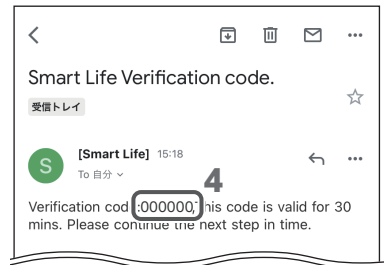 Smart Life Verification code.
受信トレイ
S
[Smart Life] 15:18
To 自分
4
Verification cod :000000, his code is valid for 30
mins. Please continue the next step in time.